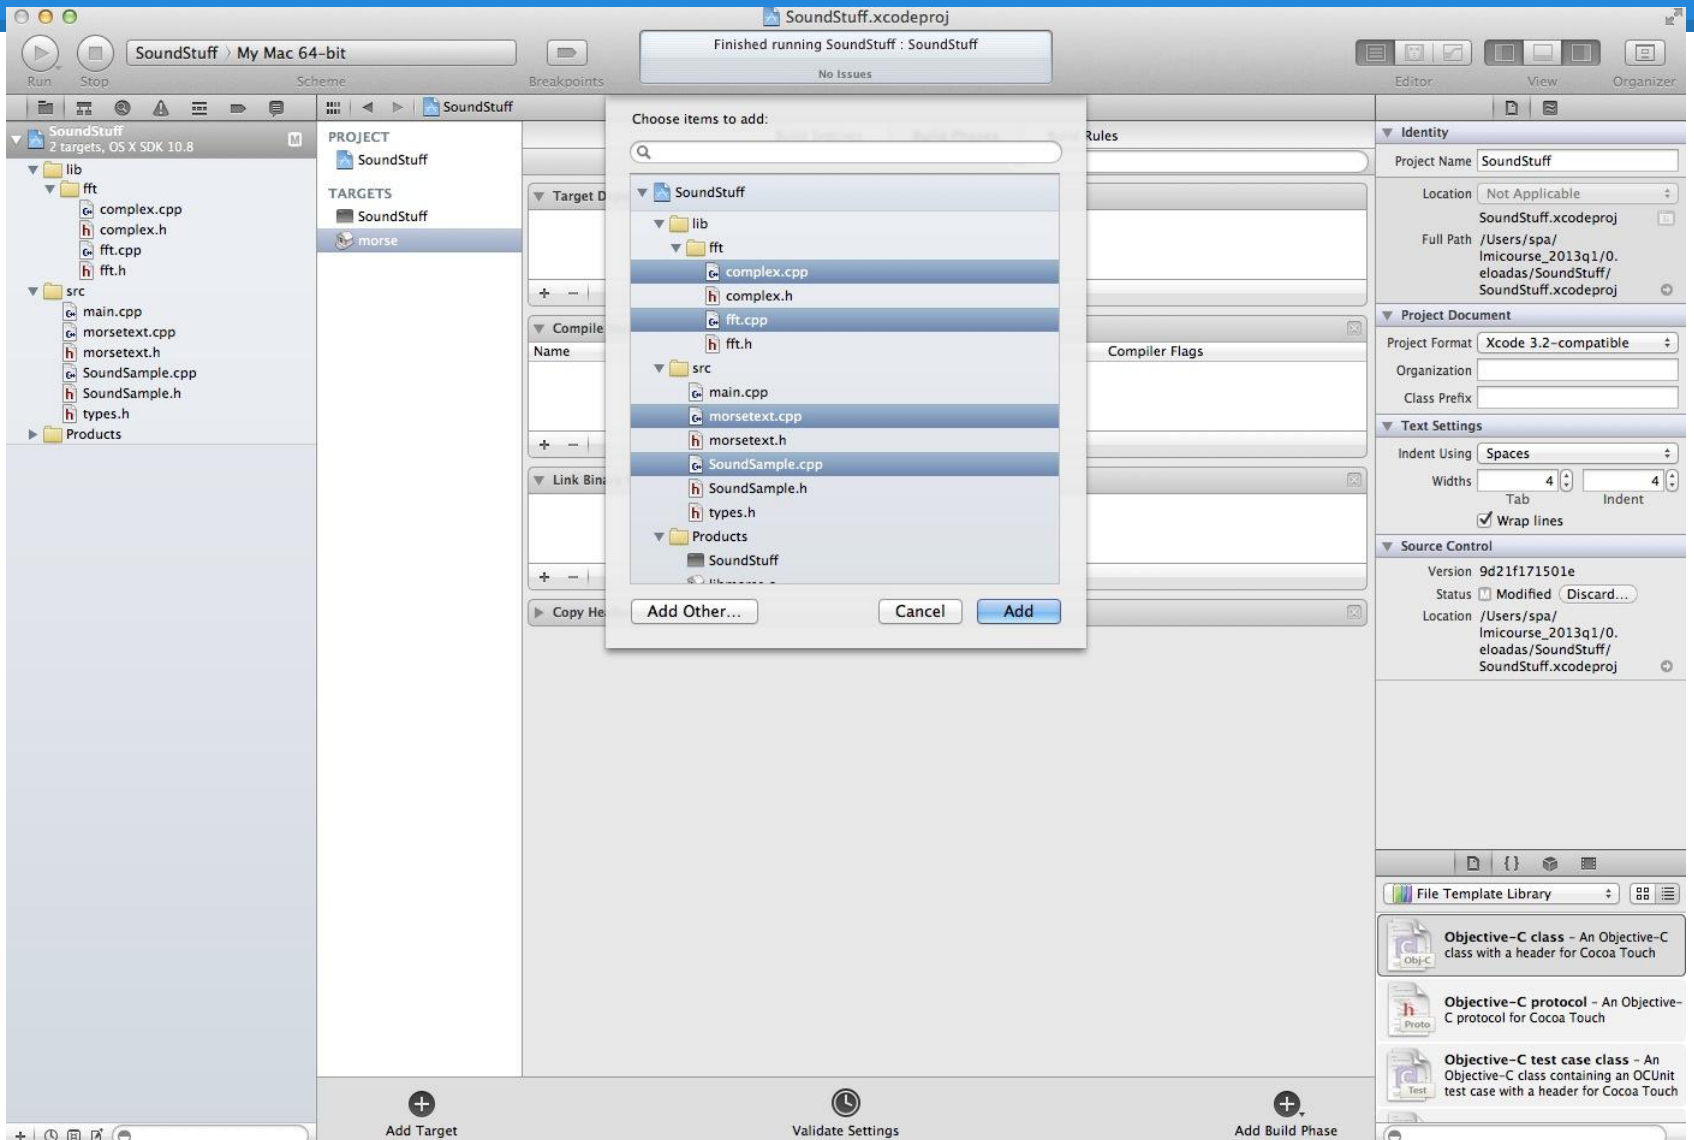 SoundStuff.xcodeproj
SoundStuff
My Mac 64-bit
Finished running SoundStuff : SoundStuff
No Issues
Run
Stop
Scheme
Breakpoints
Editor
View
Organizer
SoundStuff
SoundStuff
2 targets, OS X SDK 10.8
M
lib
fft
complex.cpp
complex.h
fft.cpp
fft.h
src
main.cpp
morsetext.cpp
morsetext.h
SoundSample.cpp
SoundSample.h
types.h
Products
PROJECT
SoundStuff
TARGETS
SoundStuff
morse
Rules
Target D
Compile
Name
Compiler Flags
Link Bina
Copy He
Choose items to add:
SoundStuff
lib
fft
complex.cpp
complex.h
fft.cpp
fft.h
src
main.cpp
morsetext.cpp
morsetext.h
SoundSample.cpp
SoundSample.h
types.h
Products
SoundStuff
Add Other...
Cancel
Add
Add Target
Validate Settings
Add Build Phase
Identity
Project Name SoundStuff
Location Not Applicable
SoundStuff.xcodeproj
Full Path /Users/spa/
lmicourse_2013q1/0.
eloadas/SoundStuff/
SoundStuff.xcodeproj
Project Document
Project Format Xcode 3.2-compatible
Organization
Class Prefix
Text Settings
Indent Using Spaces
Widths 4 4
Tab Indent
Wrap lines
Source Control
Version 9d21f171501e
Status M Modified Discard...
Location /Users/spa/
lmicourse_2013q1/0.
eloadas/SoundStuff/
SoundStuff.xcodeproj
File Template Library
Obj-C
Objective-C class - An Objective-C
class with a header for Cocoa Touch
Proto
Objective-C protocol - An Objective-
C protocol for Cocoa Touch
Test
Objective-C test case class - An
Objective-C class containing an OCUnit
test case with a header for Cocoa Touch